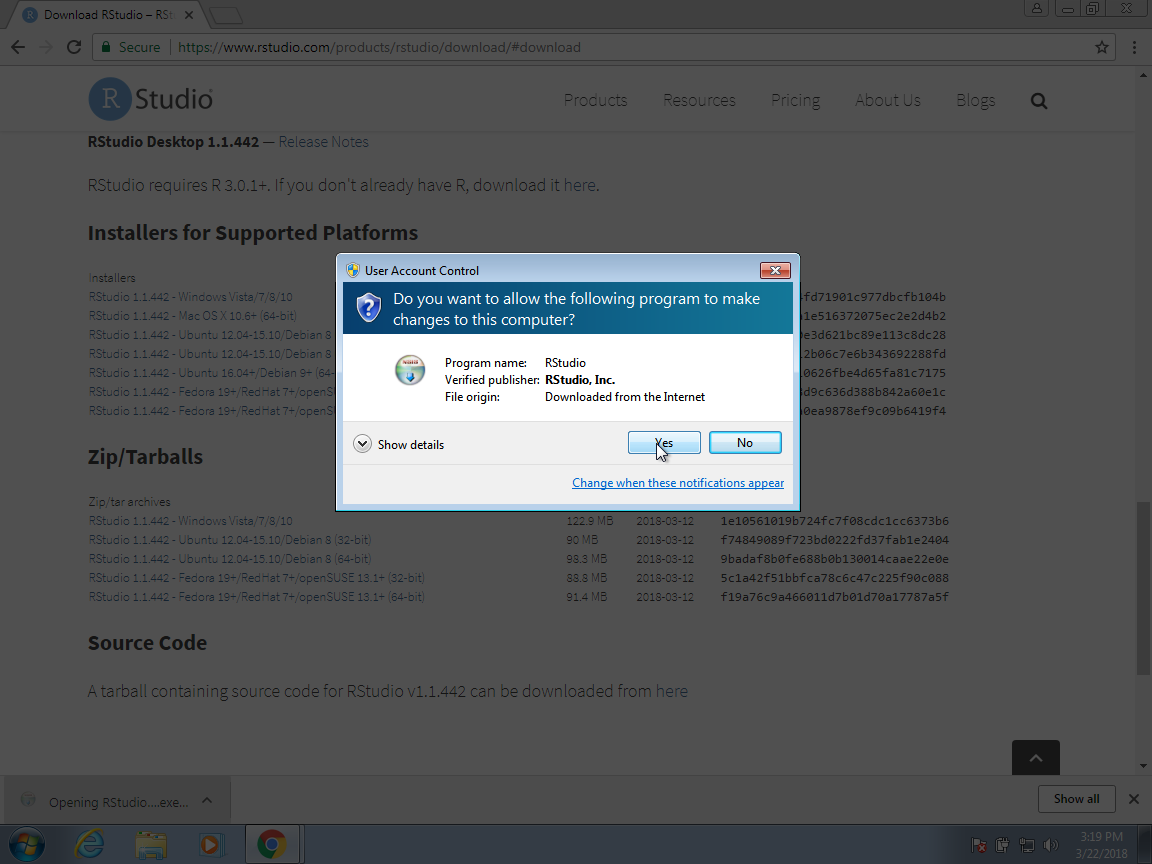 Download RStudio – RSt
Secure
https://www.rstudio.com/products/rstudio/download/#download
R Studio
Products
Resources
Pricing
About Us
Blogs
RStudio Desktop 1.1.442 — Release Notes
RStudio requires R 3.0.1+. If you don't already have R, download it here.
Installers for Supported Platforms
Installers
RStudio 1.1.442 - Windows Vista/7/8/10
fd71901c977dbcfb104b
RStudio 1.1.442 - Mac OS X 10.6+ (64-bit)
1e516372075ec2e2d4b2
RStudio 1.1.442 - Ubuntu 12.04-15.10/Debian 8
e3d621bc89e113c8dc28
RStudio 1.1.442 - Ubuntu 12.04-15.10/Debian 8
2b06c7e6b343692288fd
RStudio 1.1.442 - Ubuntu 16.04+/Debian 9+ (64-
0626fbe4d65fa81c7175
RStudio 1.1.442 - Fedora 19+/RedHat 7+/openS
d9c636d388b842a60e1c
RStudio 1.1.442 - Fedora 19+/RedHat 7+/openS
0ea9878ef9c09b6419f4
User Account Control
Do you want to allow the following program to make
changes to this computer?
Program name: RStudio
Verified publisher: RStudio, Inc.
File origin: Downloaded from the Internet
Show details
Yes
No
Change when these notifications appear
Zip/Tarballs
Zip/tar archives
RStudio 1.1.442 - Windows Vista/7/8/10 122.9 MB 2018-03-12 1e10561019b724fc7f08cdc1cc6373b6
RStudio 1.1.442 - Ubuntu 12.04-15.10/Debian 8 (32-bit) 90 MB 2018-03-12 f74849089f723bd0222fd37fab1e2404
RStudio 1.1.442 - Ubuntu 12.04-15.10/Debian 8 (64-bit) 98.3 MB 2018-03-12 9badaf8b0fe688b0b130014caae22e0e
RStudio 1.1.442 - Fedora 19+/RedHat 7+/openSUSE 13.1+ (32-bit) 88.8 MB 2018-03-12 5c1a42f51bbfca78c6c47c225f90c088
RStudio 1.1.442 - Fedora 19+/RedHat 7+/openSUSE 13.1+ (64-bit) 91.4 MB 2018-03-12 f19a76c9a466011d7b01d70a17787a5f
Source Code
A tarball containing source code for RStudio v1.1.442 can be downloaded from here
Opening RStudio....exe...
Show all
3:19 PM
3/22/2018